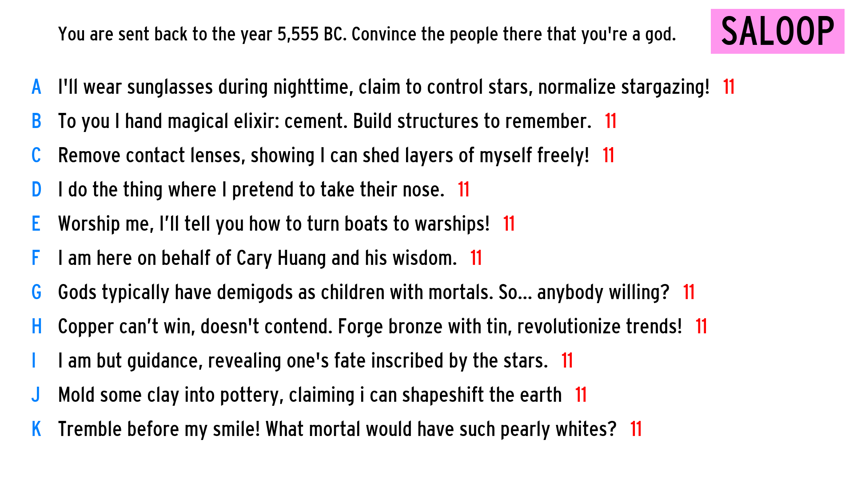 You are sent back to the year 5,555 BC. Convince the people there that you're a god.
SALOOP
A I'll wear sunglasses during nighttime, claim to control stars, normalize stargazing! 11
B To you I hand magical elixir: cement. Build structures to remember. 11
C Remove contact lenses, showing I can shed layers of myself freely! 11
D I do the thing where I pretend to take their nose. 11
E Worship me, I’ll tell you how to turn boats to warships! 11
F I am here on behalf of Cary Huang and his wisdom. 11
G Gods typically have demigods as children with mortals. So... anybody willing? 11
H Copper can’t win, doesn't contend. Forge bronze with tin, revolutionize trends! 11
I I am but guidance, revealing one's fate inscribed by the stars. 11
J Mold some clay into pottery, claiming i can shapeshift the earth 11
K Tremble before my smile! What mortal would have such pearly whites? 11